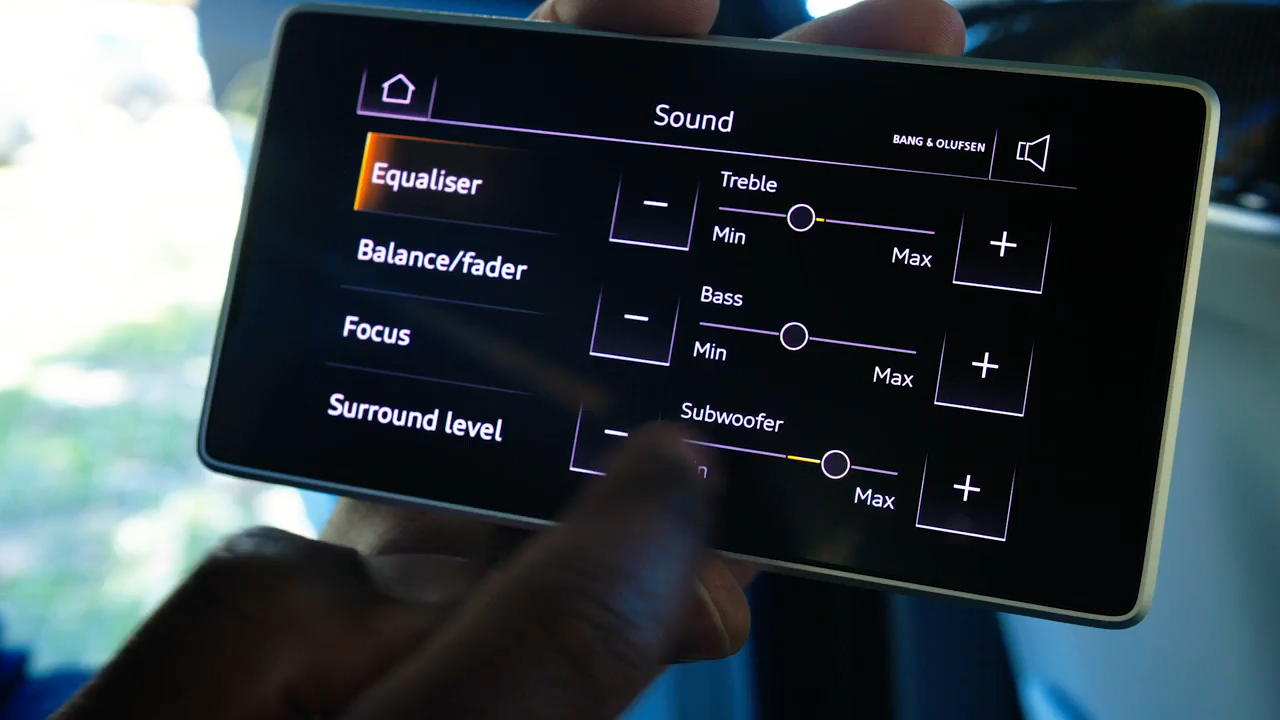 Sound
BANG & OLUFSEN
Equaliser
Balance/fader
Focus
Surround level
Treble
Min
Max
Bass
Min
Max
Subwoofer
Max